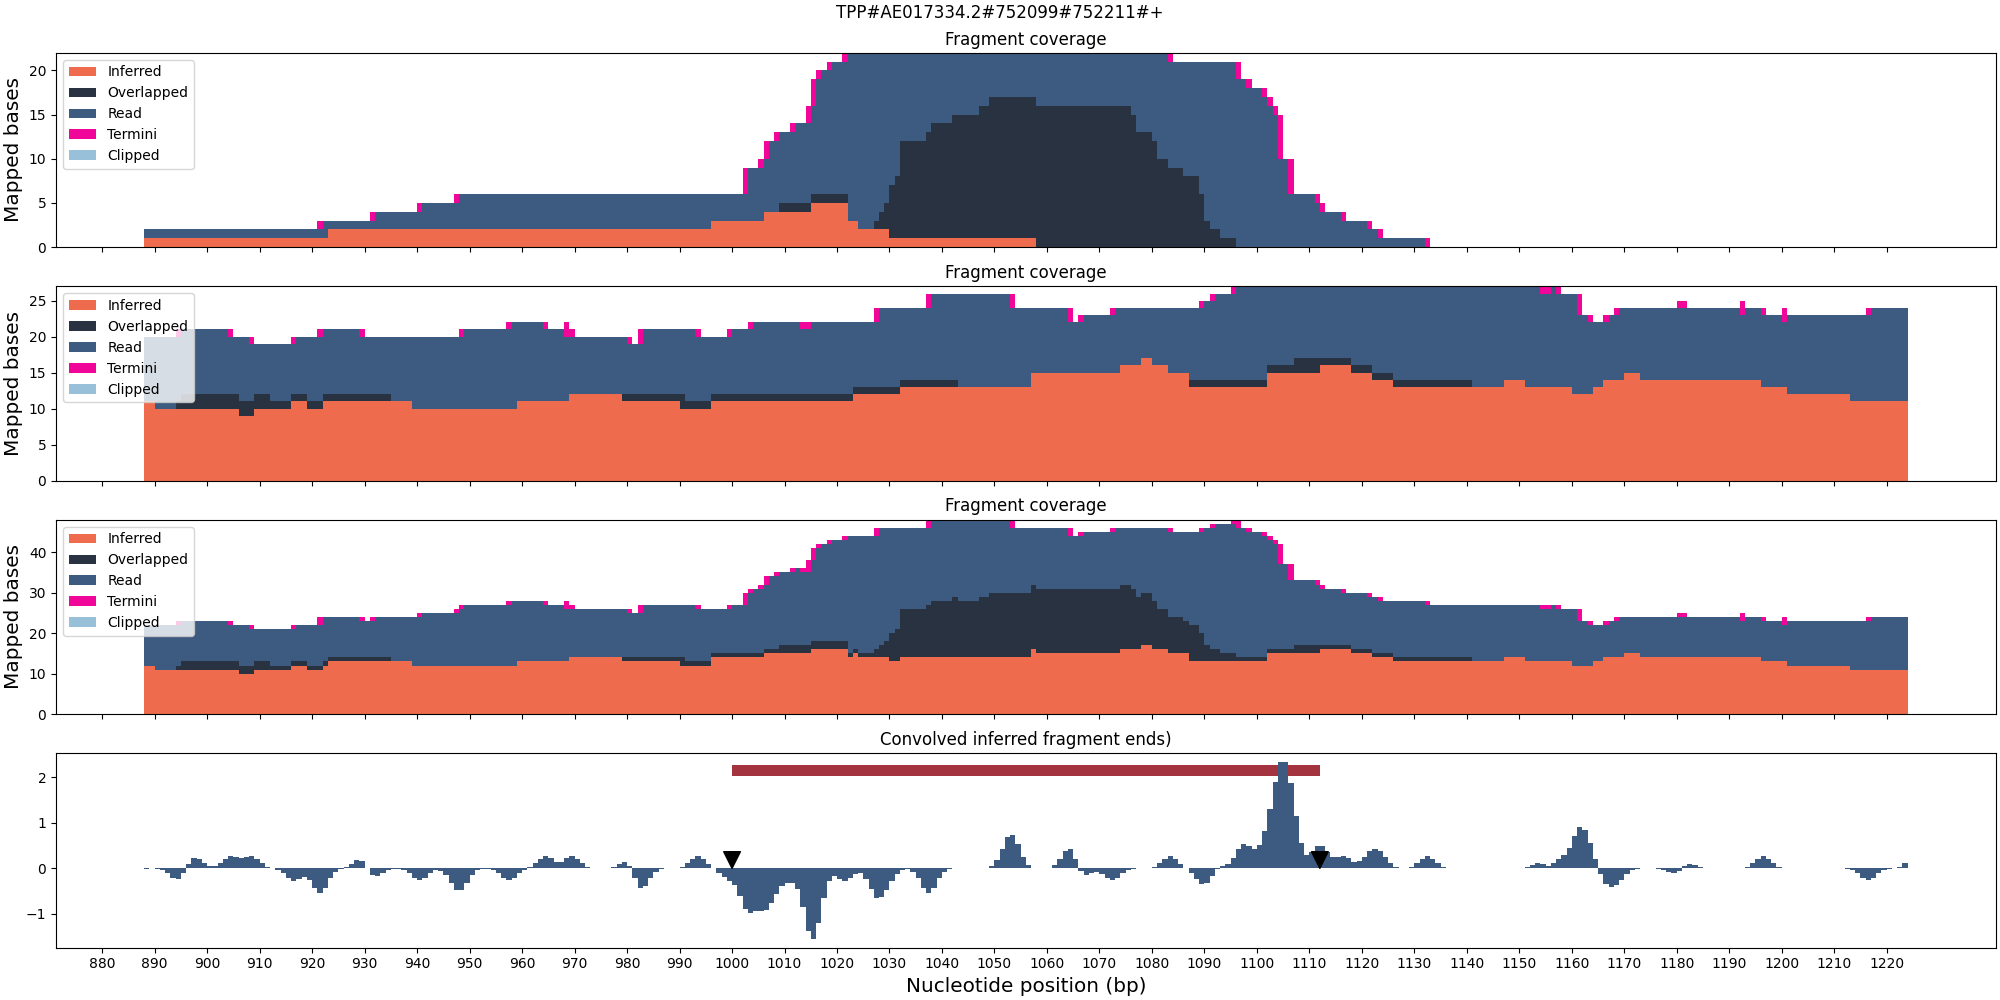 TPP#AE017334.2#752099#752211#+
Fragment coverage
Mapped bases
20
15
10
5
0
Inferred
Overlapped
Read
Termini
Clipped
Fragment coverage
Mapped bases
25
20
15
10
5
0
Inferred
Overlapped
Read
Termini
Clipped
Fragment coverage
Mapped bases
40
30
20
10
0
Inferred
Overlapped
Read
Termini
Clipped
Convolved inferred fragment ends)
2
1
0
−1
880 890 900 910 920 930 940 950 960 970 980 990 1000 1010 1020 1030 1040 1050 1060 1070 1080 1090 1100 1110 1120 1130 1140 1150 1160 1170 1180 1190 1200 1210 1220
Nucleotide position (bp)